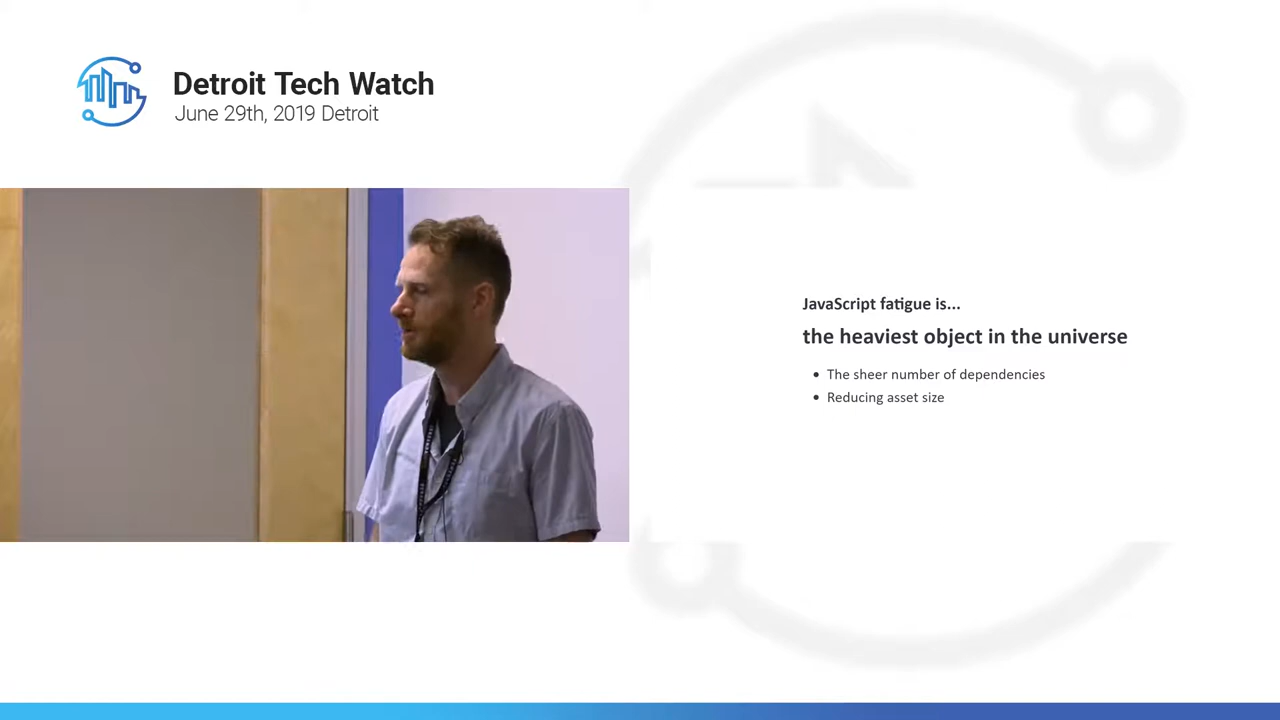 Detroit Tech Watch
June 29th, 2019 Detroit
JavaScript fatigue is...
the heaviest object in the universe
• The sheer number of dependencies
• Reducing asset size